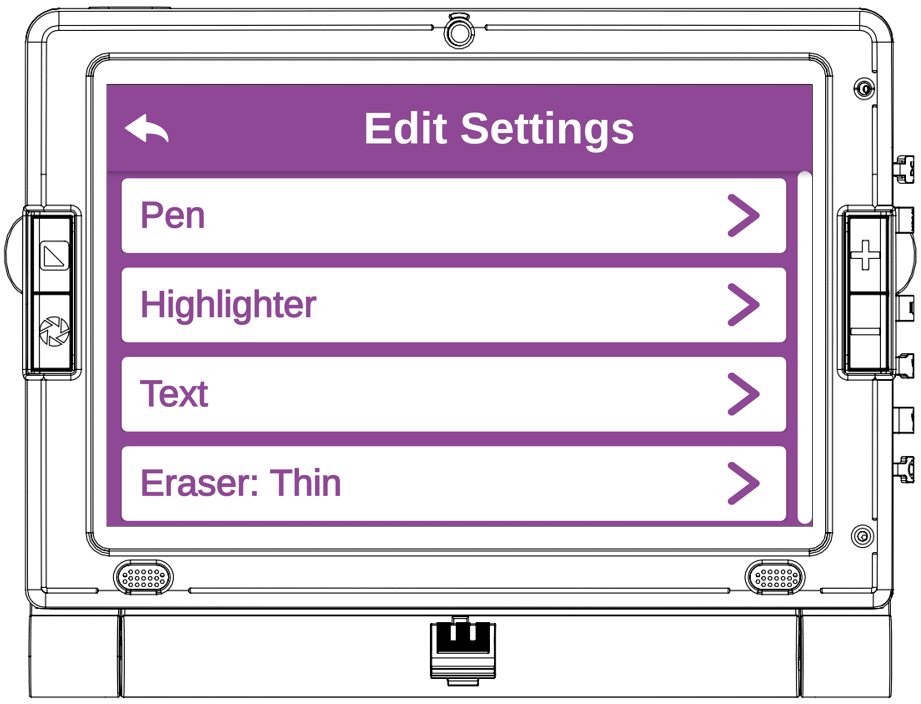 Edit Settings
Pen
Highlighter
Text
Eraser: Thin